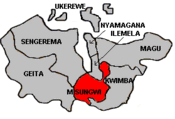 UKEREWE
NYAMAGANA
ILEMELA
SENGEREMA
MAGU
GEITA
KWIMBA
MISUNGWI